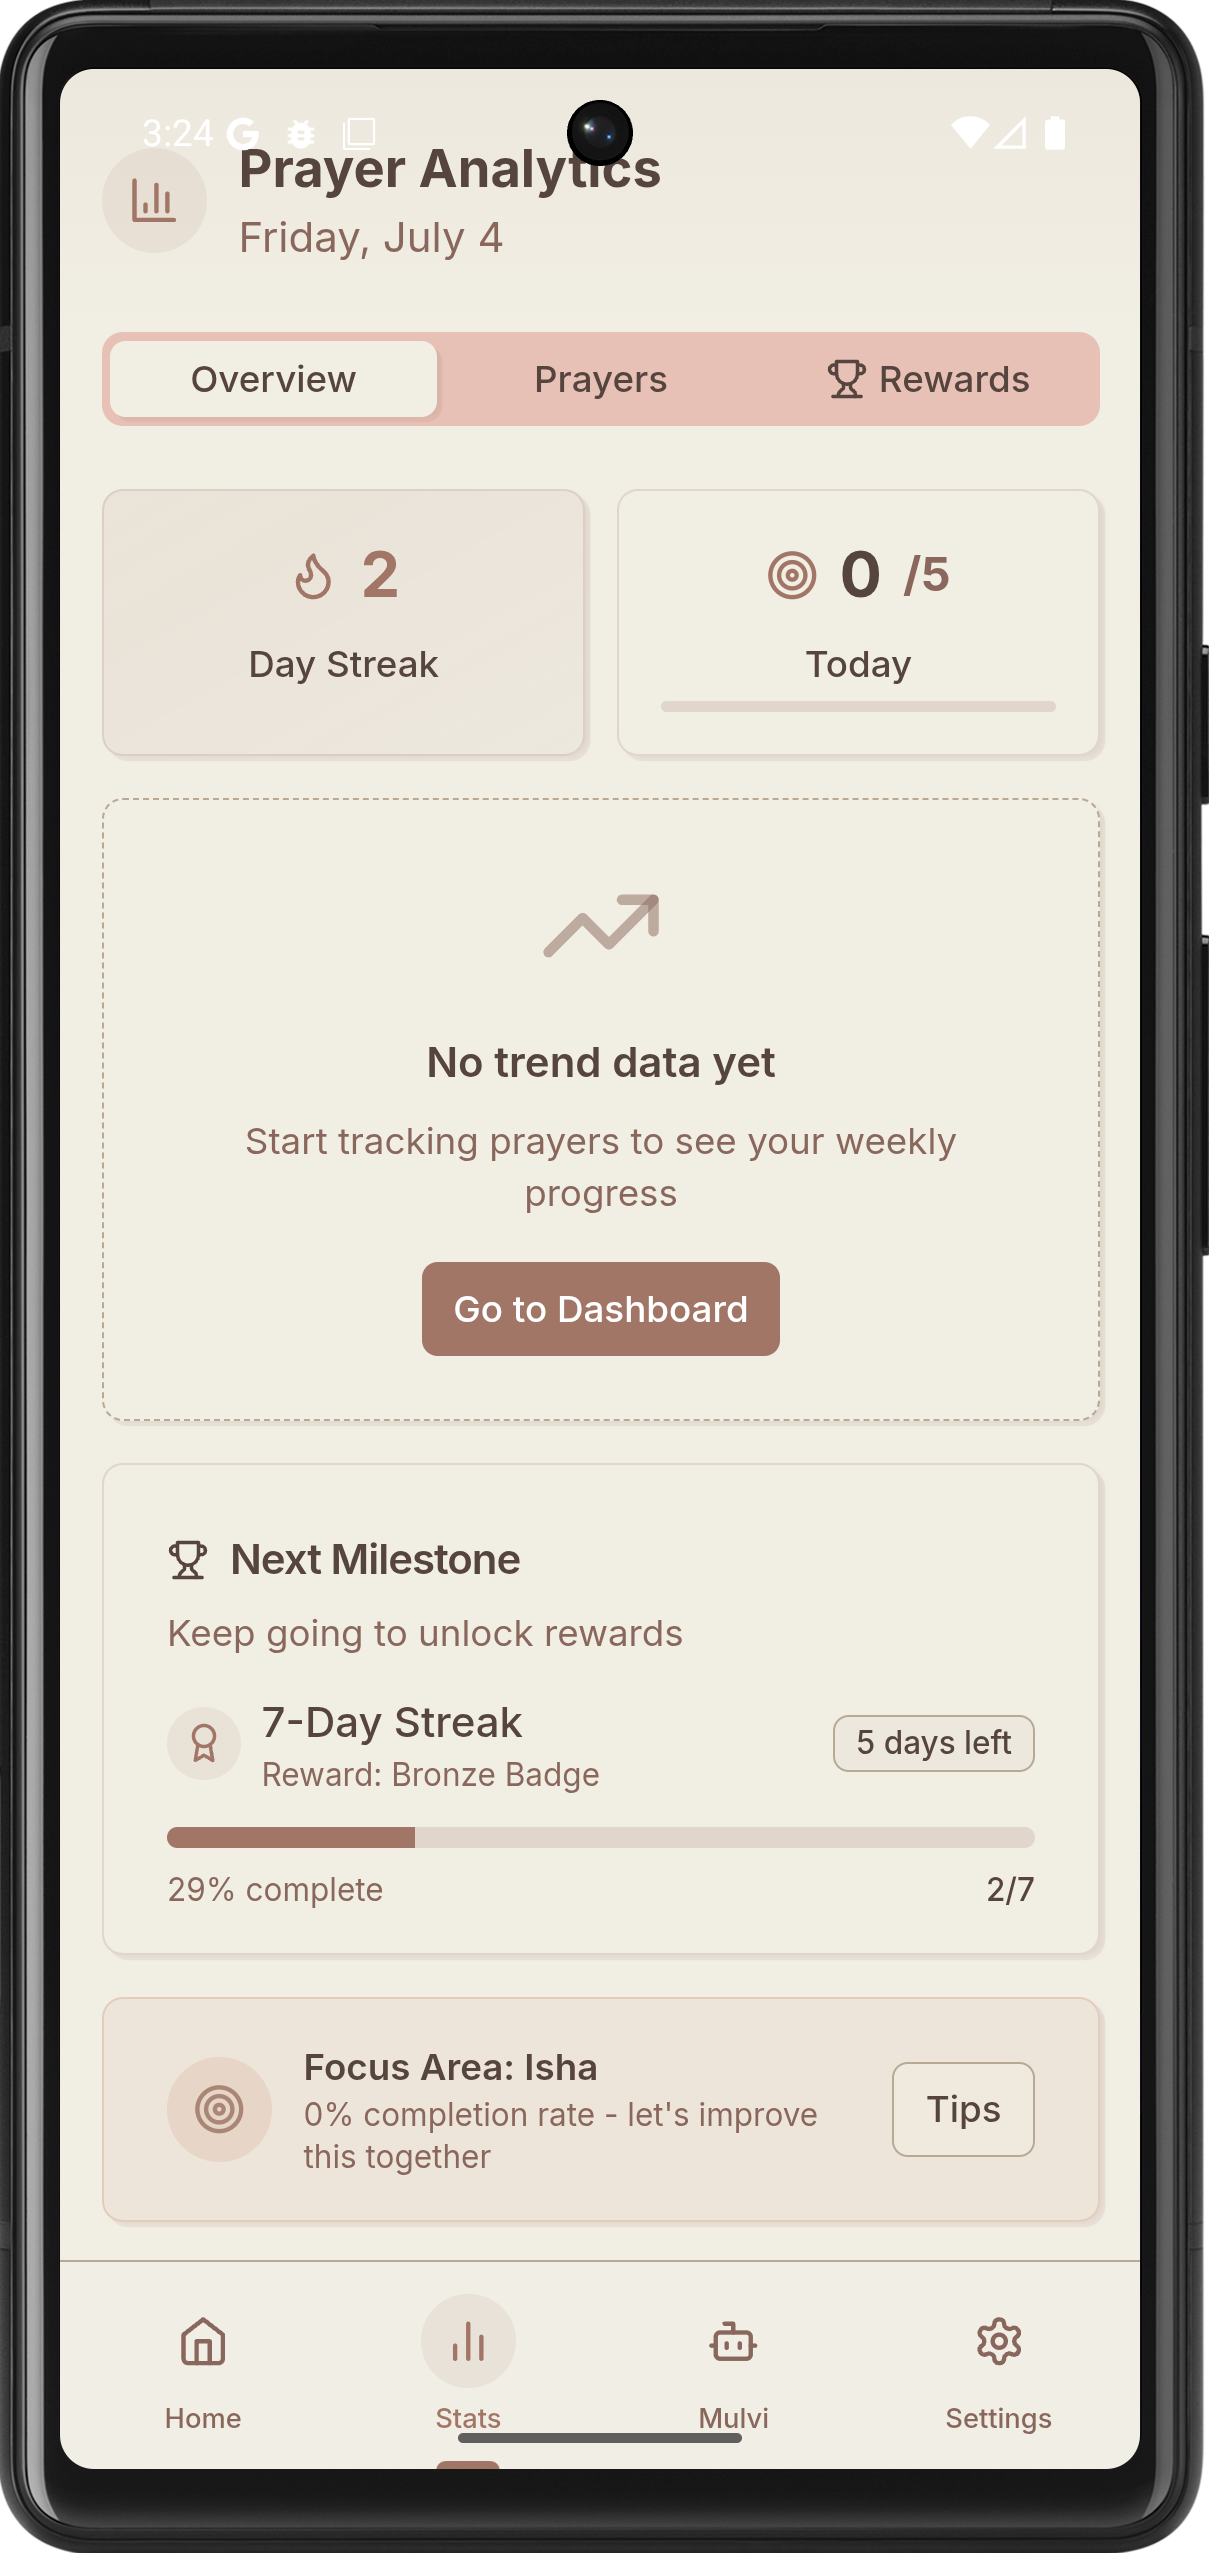 3:24
Prayer Analytics
Friday, July 4
Overview
Prayers
Rewards
2
Day Streak
0 /5
Today
No trend data yet
Start tracking prayers to see your weekly
progress
Go to Dashboard
Next Milestone
Keep going to unlock rewards
7-Day Streak
Reward: Bronze Badge
5 days left
29% complete
2/7
Focus Area: Isha
0% completion rate - let's improve
this together
Tips
Home
Stats
Mulvi
Settings